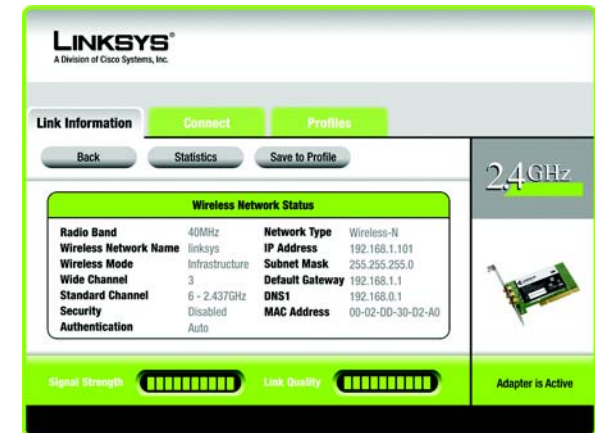 LINKSYS®
A Division of Cisco Systems, Inc.
Link Information Connect Profiles
Back Statistics Save to Profile
2.4GHz
Wireless Network Status
Radio Band 40MHz Network Type Wireless-N
Wireless Network Name linksys IP Address 192.168.1.101
Wireless Mode Infrastructure Subnet Mask 255.255.255.0
Wide Channel 3 Default Gateway 192.168.1.1
Standard Channel 6 - 2.437GHz DNS1 192.168.0.1
Security Disabled MAC Address 00-02-DD-30-D2-A0
Authentication Auto
Signal Strength Link Quality Adapter is Active